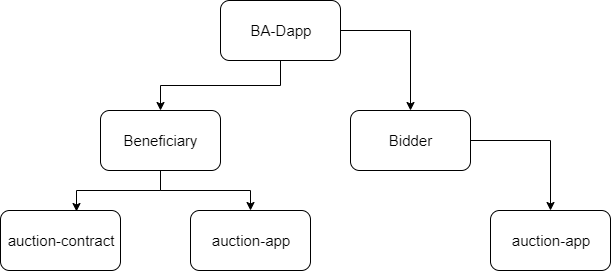 BA-Dapp
Beneficiary
Bidder
auction-contract
auction-app
auction-app